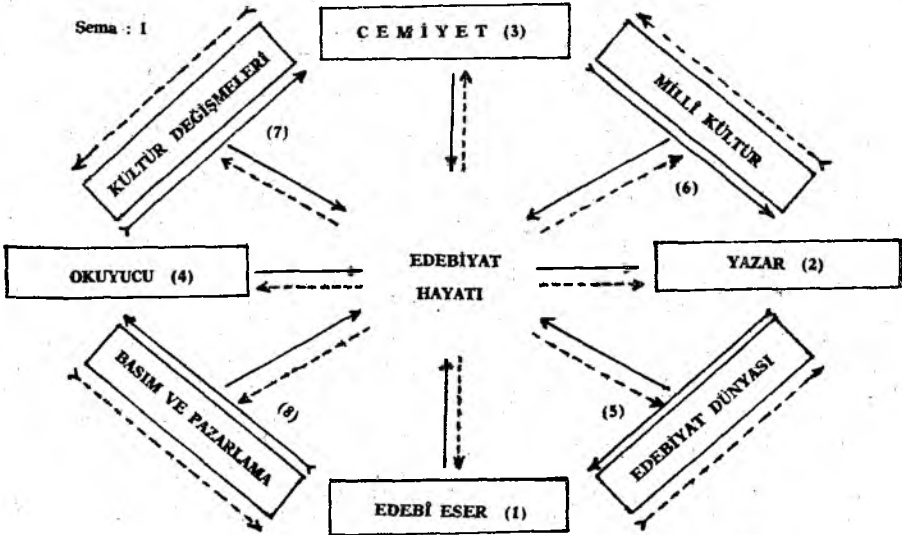 Sema : I
CEMİYET (3)
KÜLTÜR DEĞİŞMELERİ
(7)
MİLLİ KÜLTÜR
(6)
OKUYUCU (4)
EDEBİYAT
HAYATI
YAZAR (2)
BASIM VE PAZARLAMA
(8)
(5)
EDEBİYAT DÜNYASI
EDEBİ ESER (1)